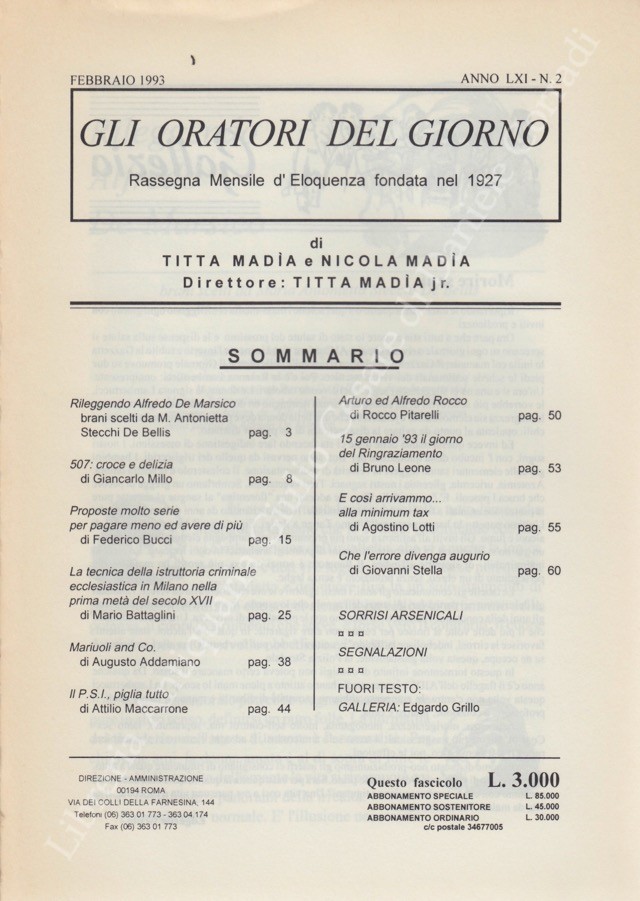 FEBBRAIO 1993
ANNO LXI - N. 2
GLI ORATORI DEL GIORNO
Rassegna Mensile d'Eloquenza fondata nel 1927
di
TITTA MADÌA e NICOLA MADÌA
Direttore: TITTA MADÌA jr.
SOMMARIO
Rileggendo Alfredo De Marsico
brani scelti da M. Antonietta
Stecchi De Bellis pag. 3
507: croce e delizia
di Giancarlo Millo pag. 8
Proposte molto serie
per pagare meno ed avere di più
di Federico Bucci pag. 15
La tecnica della istruttoria criminale
ecclesiastica in Milano nella
prima metà del secolo XVII
di Mario Battaglini pag. 25
Mariuoli and Co.
di Augusto Addamiano pag. 38
Il P.S.I., piglia tutto
di Attilio Maccarrone pag. 44
Arturo ed Alfredo Rocco
di Rocco Pitarelli pag. 50
15 gennaio '93 il giorno
del Ringraziamento
di Bruno Leone pag. 53
E così arrivammo...
alla minimum tax
di Agostino Lotti pag. 55
Che l'errore divenga augurio
di Giovanni Stella pag. 60
SORRISI ARSENICALI
¤ ¤ ¤
SEGNALAZIONI
¤ ¤ ¤
FUORI TESTO:
GALLERIA: Edgardo Grillo
DIREZIONE - AMMINISTRAZIONE
00194 ROMA
VIA DEI COLLI DELLA FARNESINA, 144
Telefoni (06) 363 01 773 - 363 04 174
Fax (06) 363 01 773
Questo fascicolo L. 3.000
ABBONAMENTO SPECIALE L. 85.000
ABBONAMENTO SOSTENITORE L. 45.000
ABBONAMENTO ORDINARIO L. 30.000
c/c postale 34677005